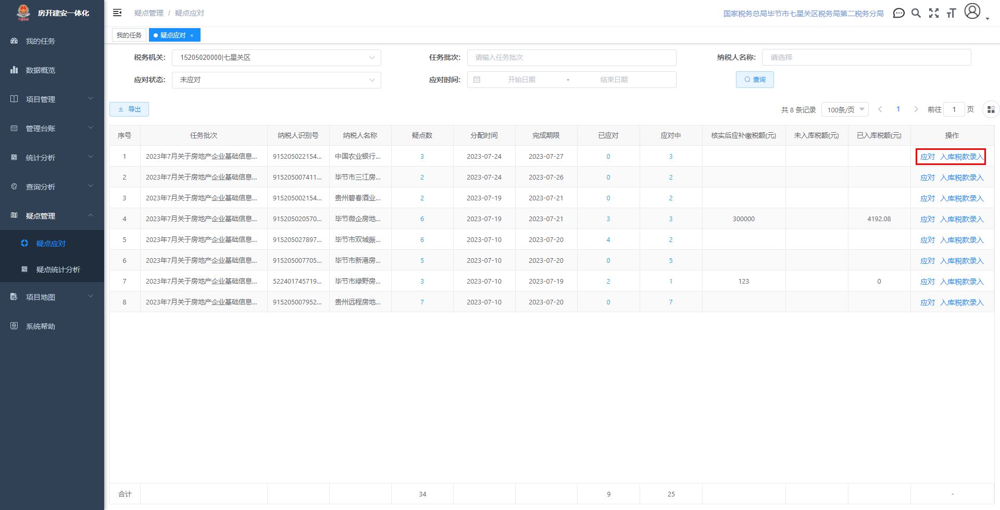 房开建安一体化
疑点管理 / 疑点应对
国家税务总局毕节市七星关区税务局第二税务分局
我的任务
疑点应对 ×
我的任务
数据概览
项目管理
管理台账
统计分析
查询分析
疑点管理
疑点应对
疑点统计分析
项目地图
系统帮助
税务机关: 15205020000|七星关区 任务批次: 请输入任务批次 纳税人名称: 请选择
应对状态: 未应对 应对时间: 开始日期 - 结束日期 查询
导出 共 8 条记录 100条/页 1 前往 1 页
序号 任务批次 纳税人识别号 纳税人名称 疑点数 分配时间 完成期限 已应对 应对中 核实后应补缴税额(元) 未入库税额(元) 已入库税额(元) 操作
1 2023年7月关于房地产企业基础信息... 915205022154... 中国农业银行... 3 2023-07-24 2023-07-27 0 3 应对 入库税款录入
2 2023年7月关于房地产企业基础信息... 915205007411... 毕节市三江房... 2 2023-07-24 2023-07-26 0 2 应对 入库税款录入
3 2023年7月关于房地产企业基础信息... 915205002154... 贵州碧春酒业... 2 2023-07-19 2023-07-21 0 2 应对 入库税款录入
4 2023年7月关于房地产企业基础信息... 915205020570... 毕节微企房地... 6 2023-07-19 2023-07-21 3 3 300000 4192.08 应对 入库税款录入
5 2023年7月关于房地产企业基础信息... 915205027897... 毕节市双城振... 6 2023-07-10 2023-07-20 4 2 应对 入库税款录入
6 2023年7月关于房地产企业基础信息... 915205007705... 毕节市新港房... 5 2023-07-10 2023-07-20 0 5 应对 入库税款录入
7 2023年7月关于房地产企业基础信息... 522401745719... 毕节市绿野房... 3 2023-07-10 2023-07-19 2 1 123 0 应对 入库税款录入
8 2023年7月关于房地产企业基础信息... 915205007952... 贵州远程房地... 7 2023-07-10 2023-07-20 0 7 应对 入库税款录入
合计 34 9 25 -